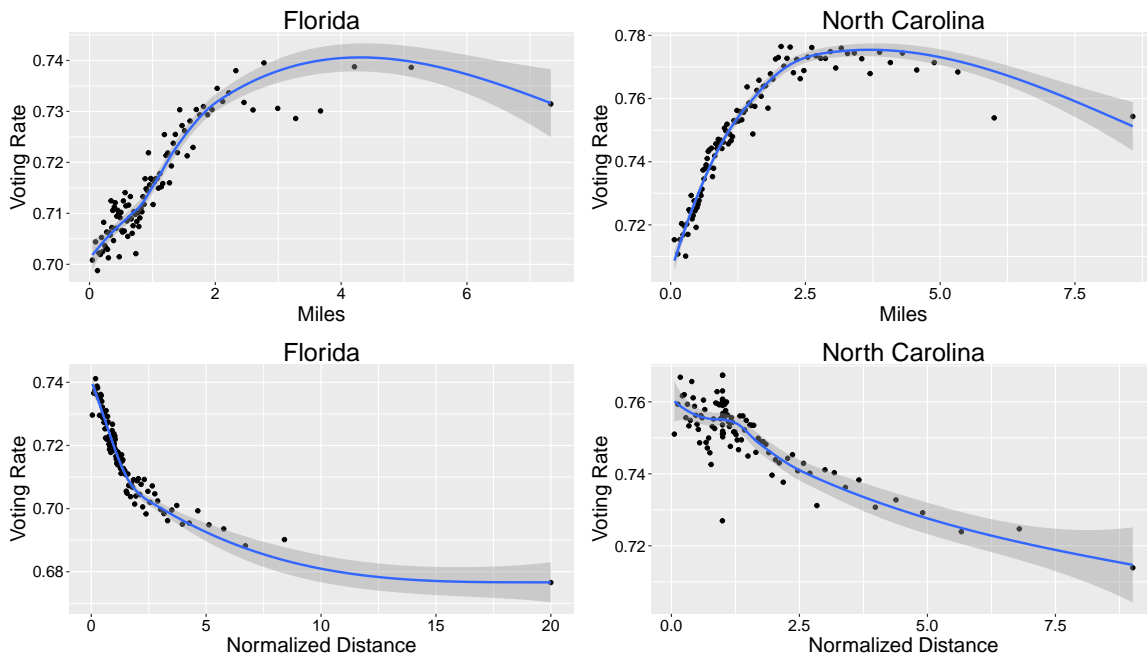 Florida
Voting Rate
0.74
0.73
0.72
0.71
0.70
0
2
4
6
Miles
North Carolina
Voting Rate
0.78
0.76
0.74
0.72
0.0
2.5
5.0
7.5
Miles
Florida
Voting Rate
0.74
0.72
0.70
0.68
0
5
10
15
20
Normalized Distance
North Carolina
Voting Rate
0.76
0.74
0.72
0.0
2.5
5.0
7.5
Normalized Distance